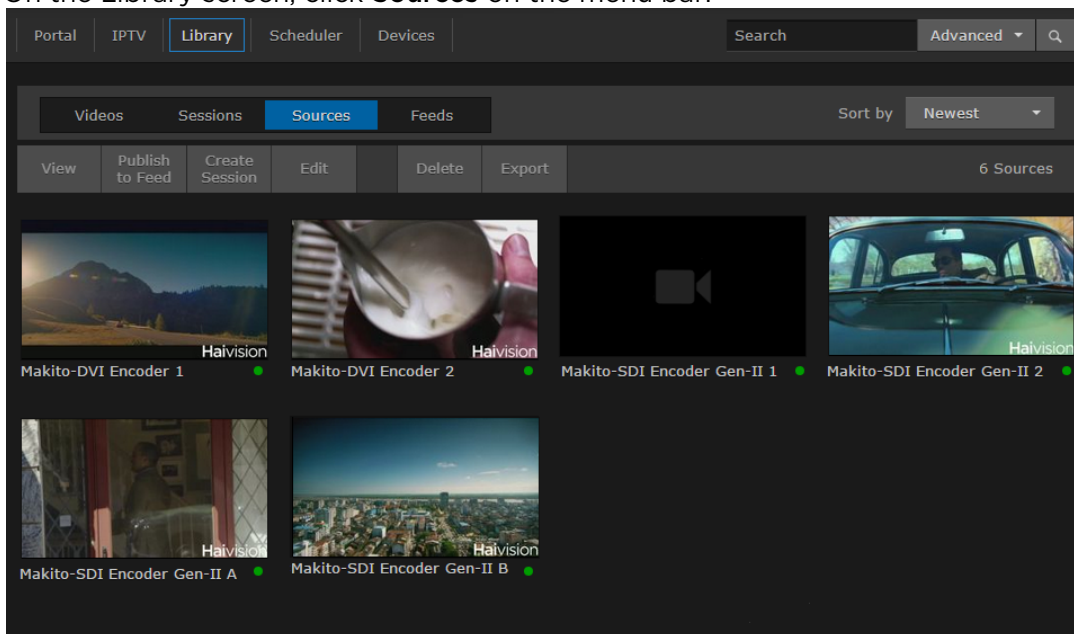 On the Library screen, click Sources on the menu bar.
Portal IPTV Library Scheduler Devices Search Advanced
Videos Sessions Sources Feeds Sort by Newest
View Publish to Feed Create Session Edit Delete Export 6 Sources
Haivision Haivision Haivision
Makito-DVI Encoder 1 Makito-DVI Encoder 2 Makito-SDI Encoder Gen-II 1 Makito-SDI Encoder Gen-II 2
Haivision Haivision
Makito-SDI Encoder Gen-II A Makito-SDI Encoder Gen-II B